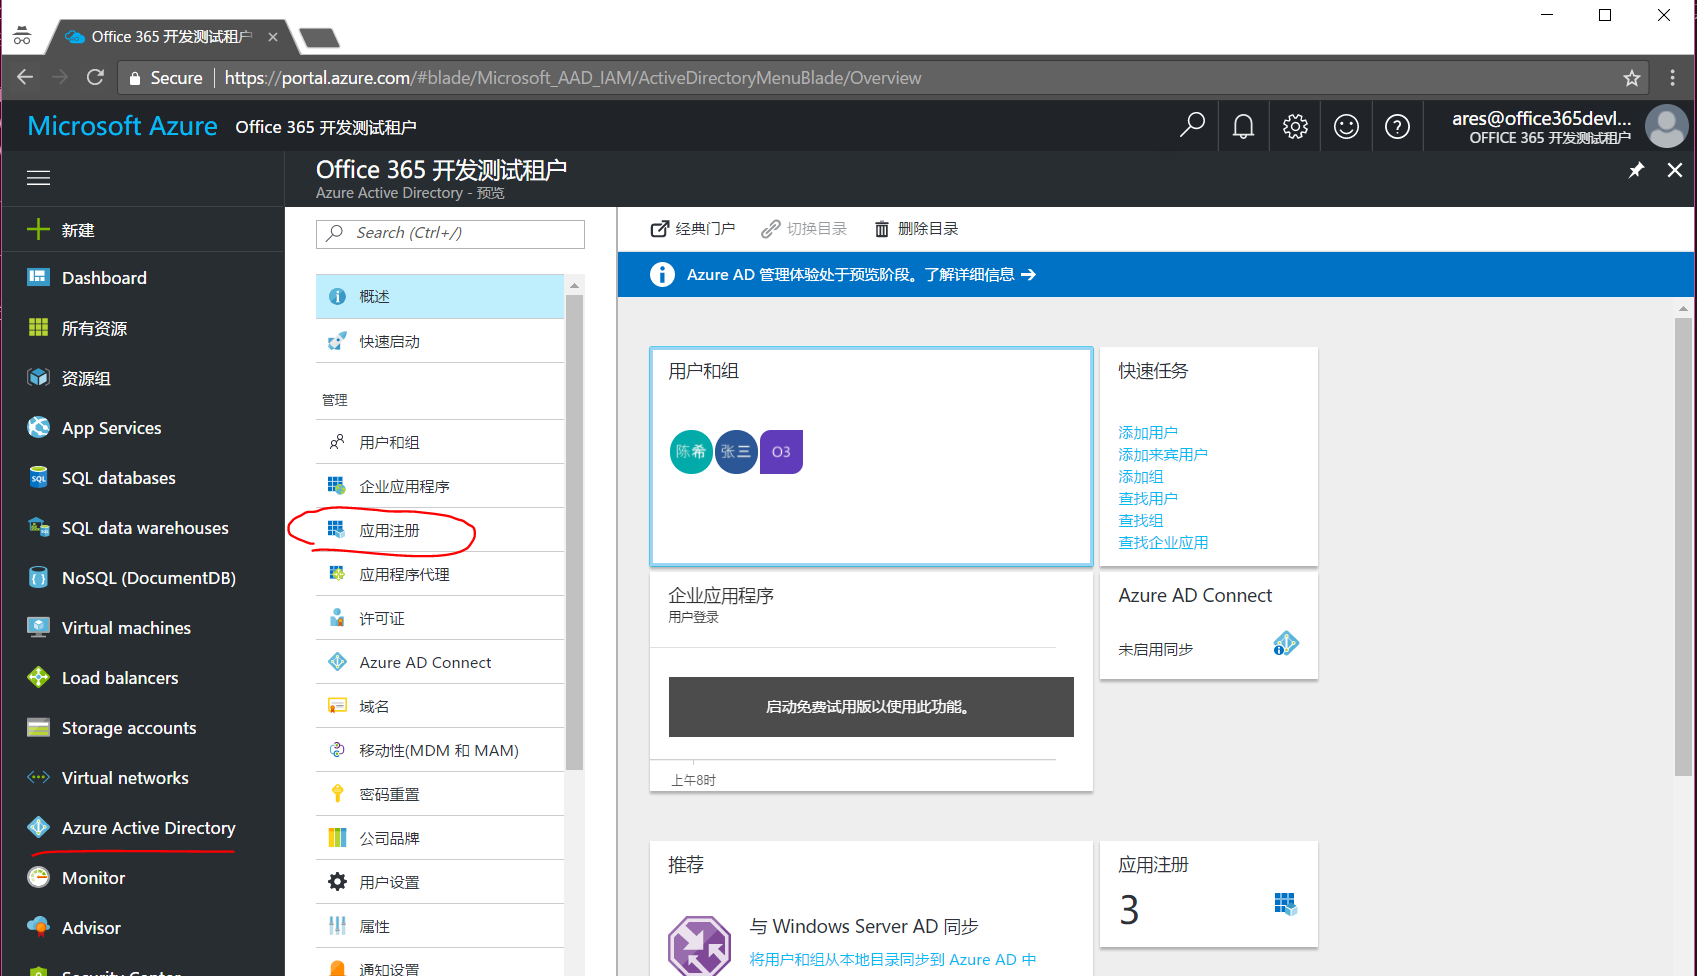 Office 365 开发测试租户
Secure
https://portal.azure.com/#blade/Microsoft_AAD_IAM/ActiveDirectoryMenuBlade/Overview
Microsoft Azure Office 365 开发测试租户
ares@office365devl...
OFFICE 365 开发测试租户
Office 365 开发测试租户
Azure Active Directory - 预览
新建
Dashboard
所有资源
资源组
App Services
SQL databases
SQL data warehouses
NoSQL (DocumentDB)
Virtual machines
Load balancers
Storage accounts
Virtual networks
Azure Active Directory
Monitor
Advisor
Security Center
Search (Ctrl+/)
概述
快速启动
管理
用户和组
企业应用程序
应用注册
应用程序代理
许可证
Azure AD Connect
域名
移动性(MDM 和 MAM)
密码重置
公司品牌
用户设置
属性
通知设置
经典门户 切换目录 删除目录
Azure AD 管理体验处于预览阶段。了解详细信息 →
用户和组
陈希 张三 O3
快速任务
添加用户
添加来宾用户
添加组
查找用户
查找组
查找企业应用
企业应用程序
用户登录
启动免费试用版以使用此功能。
上午8时
Azure AD Connect
未启用同步
推荐
与 Windows Server AD 同步
将用户和组从本地目录同步到 Azure AD 中
应用注册
3